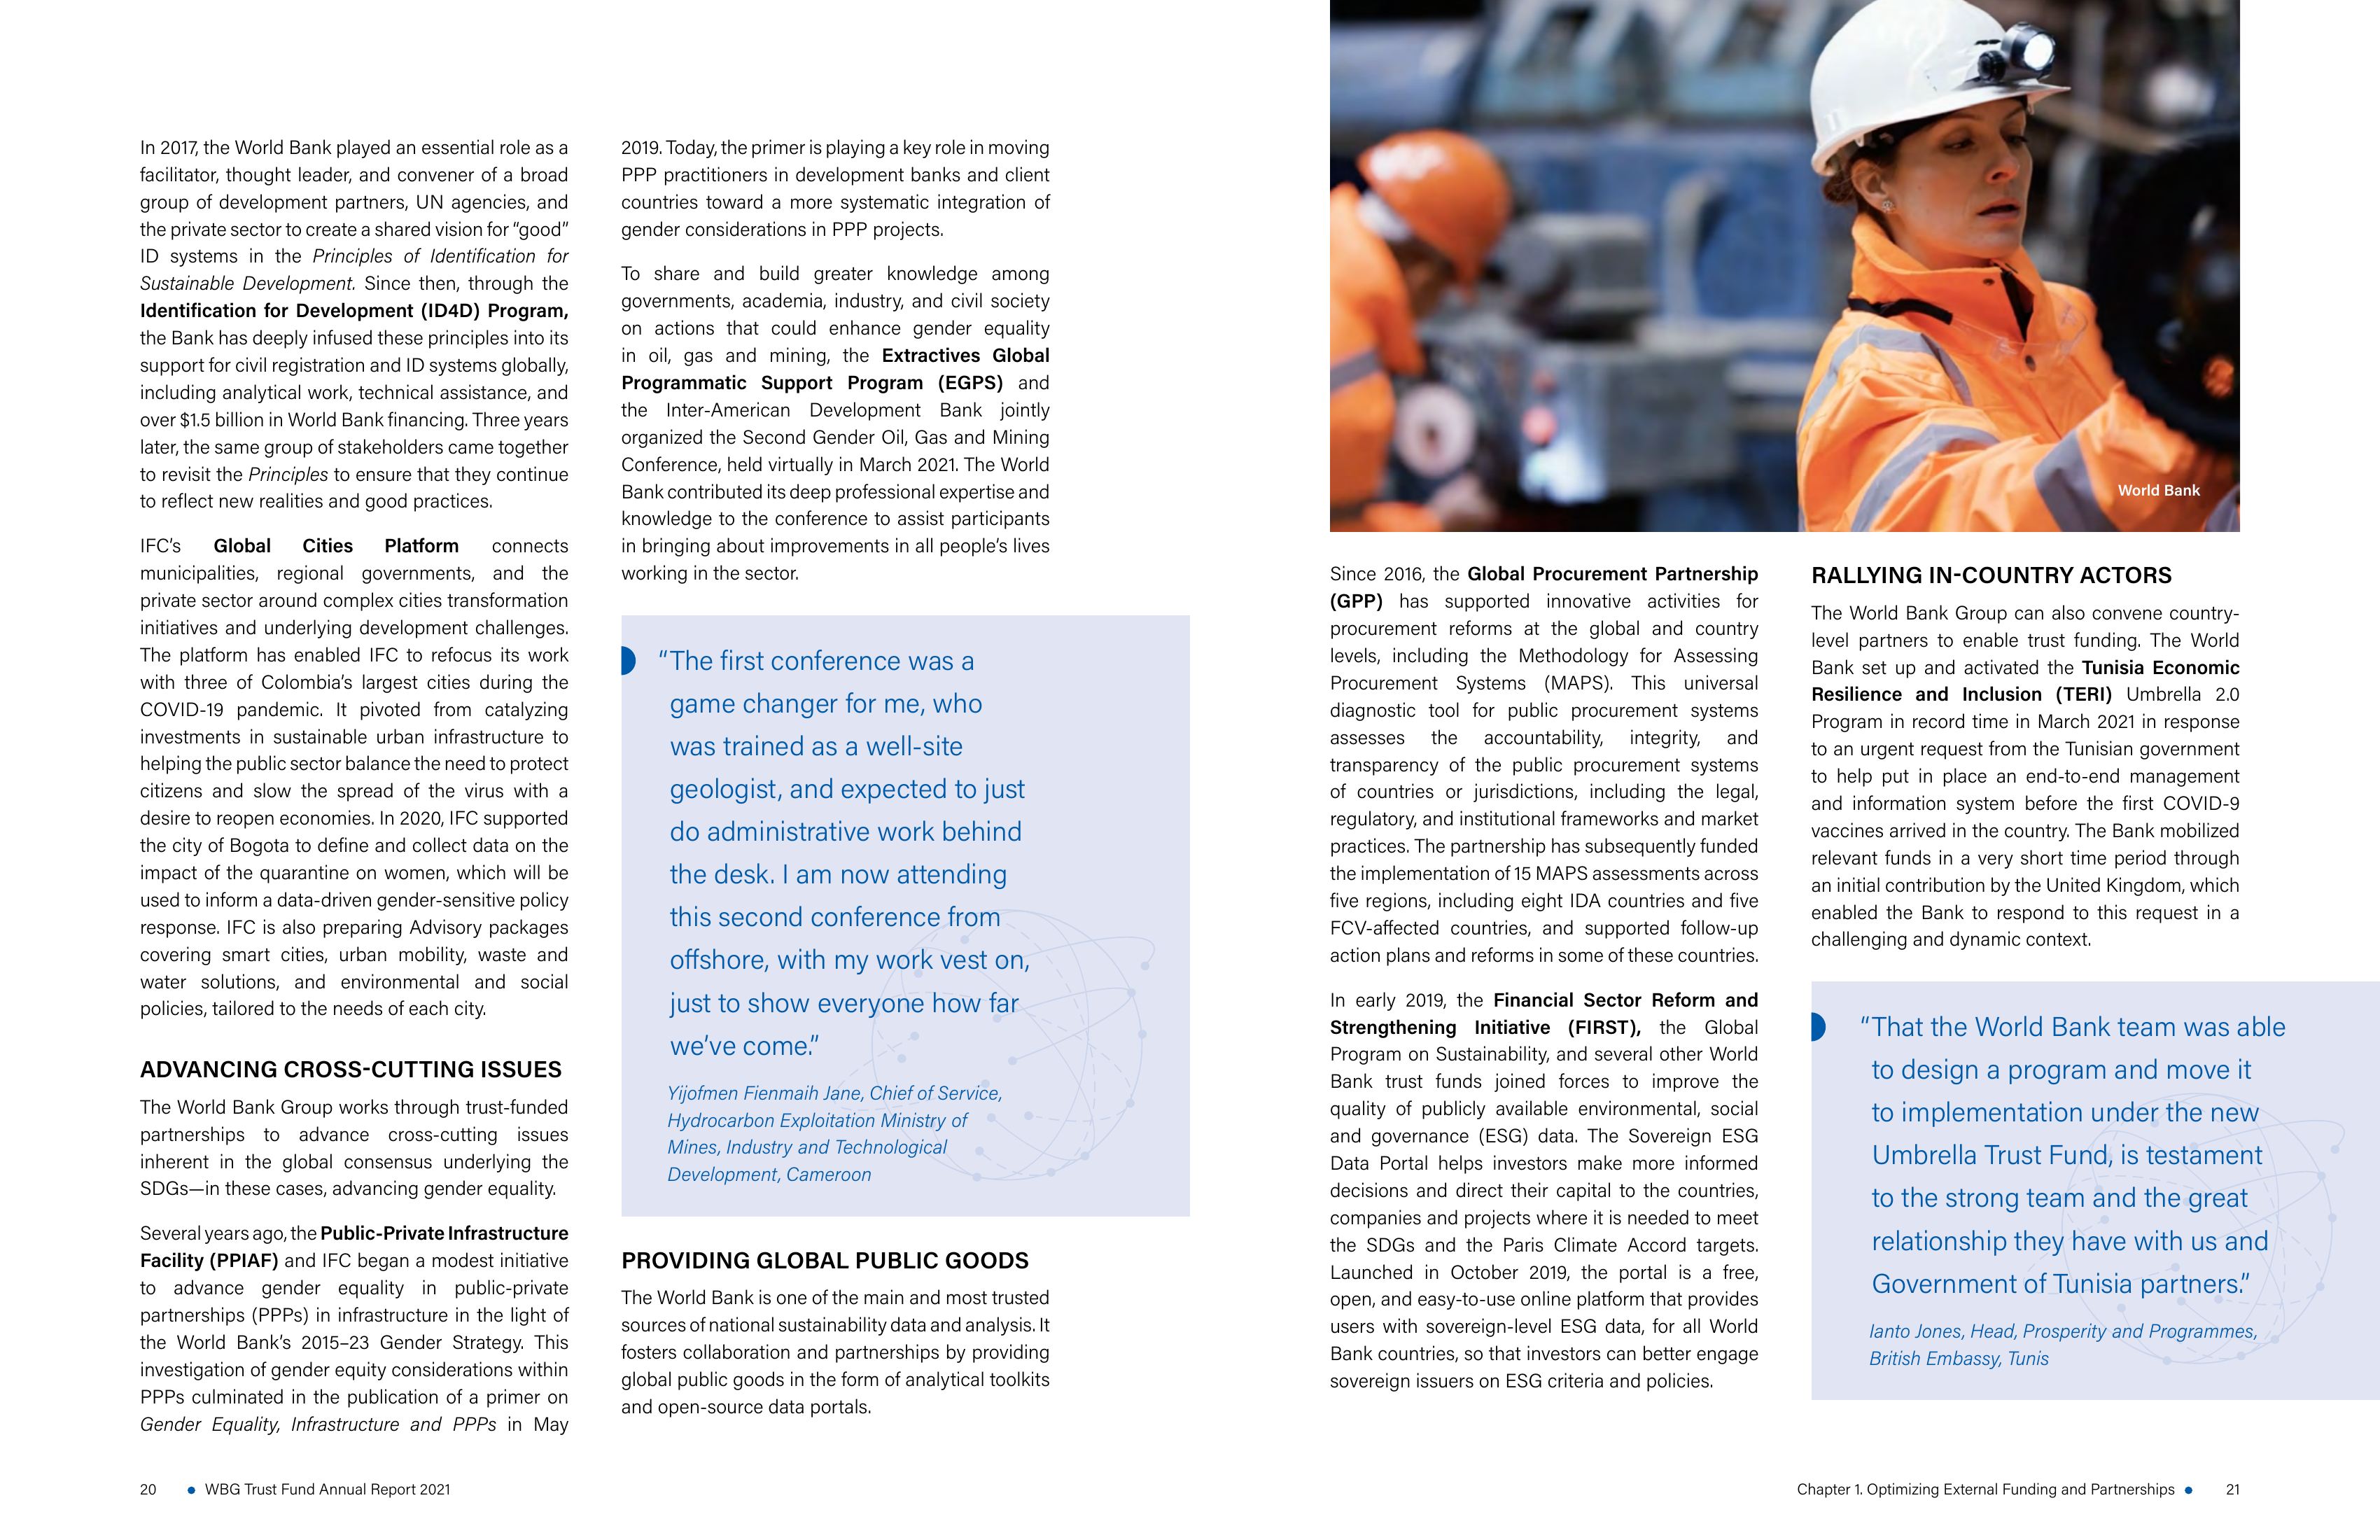 In 2017, the World Bank played an essential role as a
facilitator, thought leader, and convener of a broad
group of development partners, UN agencies, and
the private sector to create a shared vision for “good”
ID systems in the Principles of Identification for
Sustainable Development. Since then, through the
Identification for Development (ID4D) Program,
the Bank has deeply infused these principles into its
support for civil registration and ID systems globally,
including analytical work, technical assistance, and
over $1.5 billion in World Bank financing. Three years
later, the same group of stakeholders came together
to revisit the Principles to ensure that they continue
to reflect new realities and good practices.
IFC’s Global Cities Platform connects
municipalities, regional governments, and the
private sector around complex cities transformation
initiatives and underlying development challenges.
The platform has enabled IFC to refocus its work
with three of Colombia’s largest cities during the
COVID-19 pandemic. It pivoted from catalyzing
investments in sustainable urban infrastructure to
helping the public sector balance the need to protect
citizens and slow the spread of the virus with a
desire to reopen economies. In 2020, IFC supported
the city of Bogota to define and collect data on the
impact of the quarantine on women, which will be
used to inform a data-driven gender-sensitive policy
response. IFC is also preparing Advisory packages
covering smart cities, urban mobility, waste and
water solutions, and environmental and social
policies, tailored to the needs of each city.
ADVANCING CROSS-CUTTING ISSUES
The World Bank Group works through trust-funded
partnerships to advance cross-cutting issues
inherent in the global consensus underlying the
SDGs—in these cases, advancing gender equality.
Several years ago, the Public-Private Infrastructure
Facility (PPIAF) and IFC began a modest initiative
to advance gender equality in public-private
partnerships (PPPs) in infrastructure in the light of
the World Bank’s 2015–23 Gender Strategy. This
investigation of gender equity considerations within
PPPs culminated in the publication of a primer on
Gender Equality, Infrastructure and PPPs in May
2019. Today, the primer is playing a key role in moving
PPP practitioners in development banks and client
countries toward a more systematic integration of
gender considerations in PPP projects.
To share and build greater knowledge among
governments, academia, industry, and civil society
on actions that could enhance gender equality
in oil, gas and mining, the Extractives Global
Programmatic Support Program (EGPS) and
the Inter-American Development Bank jointly
organized the Second Gender Oil, Gas and Mining
Conference, held virtually in March 2021. The World
Bank contributed its deep professional expertise and
knowledge to the conference to assist participants
in bringing about improvements in all people’s lives
working in the sector.
“The first conference was a
game changer for me, who
was trained as a well-site
geologist, and expected to just
do administrative work behind
the desk. I am now attending
this second conference from
offshore, with my work vest on,
just to show everyone how far
we’ve come.”
Yijofmen Fienmaih Jane, Chief of Service,
Hydrocarbon Exploitation Ministry of
Mines, Industry and Technological
Development, Cameroon
PROVIDING GLOBAL PUBLIC GOODS
The World Bank is one of the main and most trusted
sources of national sustainability data and analysis. It
fosters collaboration and partnerships by providing
global public goods in the form of analytical toolkits
and open-source data portals.
20 • WBG Trust Fund Annual Report 2021
World Bank
Since 2016, the Global Procurement Partnership
(GPP) has supported innovative activities for
procurement reforms at the global and country
levels, including the Methodology for Assessing
Procurement Systems (MAPS). This universal
diagnostic tool for public procurement systems
assesses the accountability, integrity, and
transparency of the public procurement systems
of countries or jurisdictions, including the legal,
regulatory, and institutional frameworks and market
practices. The partnership has subsequently funded
the implementation of 15 MAPS assessments across
five regions, including eight IDA countries and five
FCV-affected countries, and supported follow-up
action plans and reforms in some of these countries.
In early 2019, the Financial Sector Reform and
Strengthening Initiative (FIRST), the Global
Program on Sustainability, and several other World
Bank trust funds joined forces to improve the
quality of publicly available environmental, social
and governance (ESG) data. The Sovereign ESG
Data Portal helps investors make more informed
decisions and direct their capital to the countries,
companies and projects where it is needed to meet
the SDGs and the Paris Climate Accord targets.
Launched in October 2019, the portal is a free,
open, and easy-to-use online platform that provides
users with sovereign-level ESG data, for all World
Bank countries, so that investors can better engage
sovereign issuers on ESG criteria and policies.
RALLYING IN-COUNTRY ACTORS
The World Bank Group can also convene country-
level partners to enable trust funding. The World
Bank set up and activated the Tunisia Economic
Resilience and Inclusion (TERI) Umbrella 2.0
Program in record time in March 2021 in response
to an urgent request from the Tunisian government
to help put in place an end-to-end management
and information system before the first COVID-9
vaccines arrived in the country. The Bank mobilized
relevant funds in a very short time period through
an initial contribution by the United Kingdom, which
enabled the Bank to respond to this request in a
challenging and dynamic context.
“That the World Bank team was able
to design a program and move it
to implementation under the new
Umbrella Trust Fund, is testament
to the strong team and the great
relationship they have with us and
Government of Tunisia partners.”
Ianto Jones, Head, Prosperity and Programmes,
British Embassy, Tunis
Chapter 1. Optimizing External Funding and Partnerships • 21